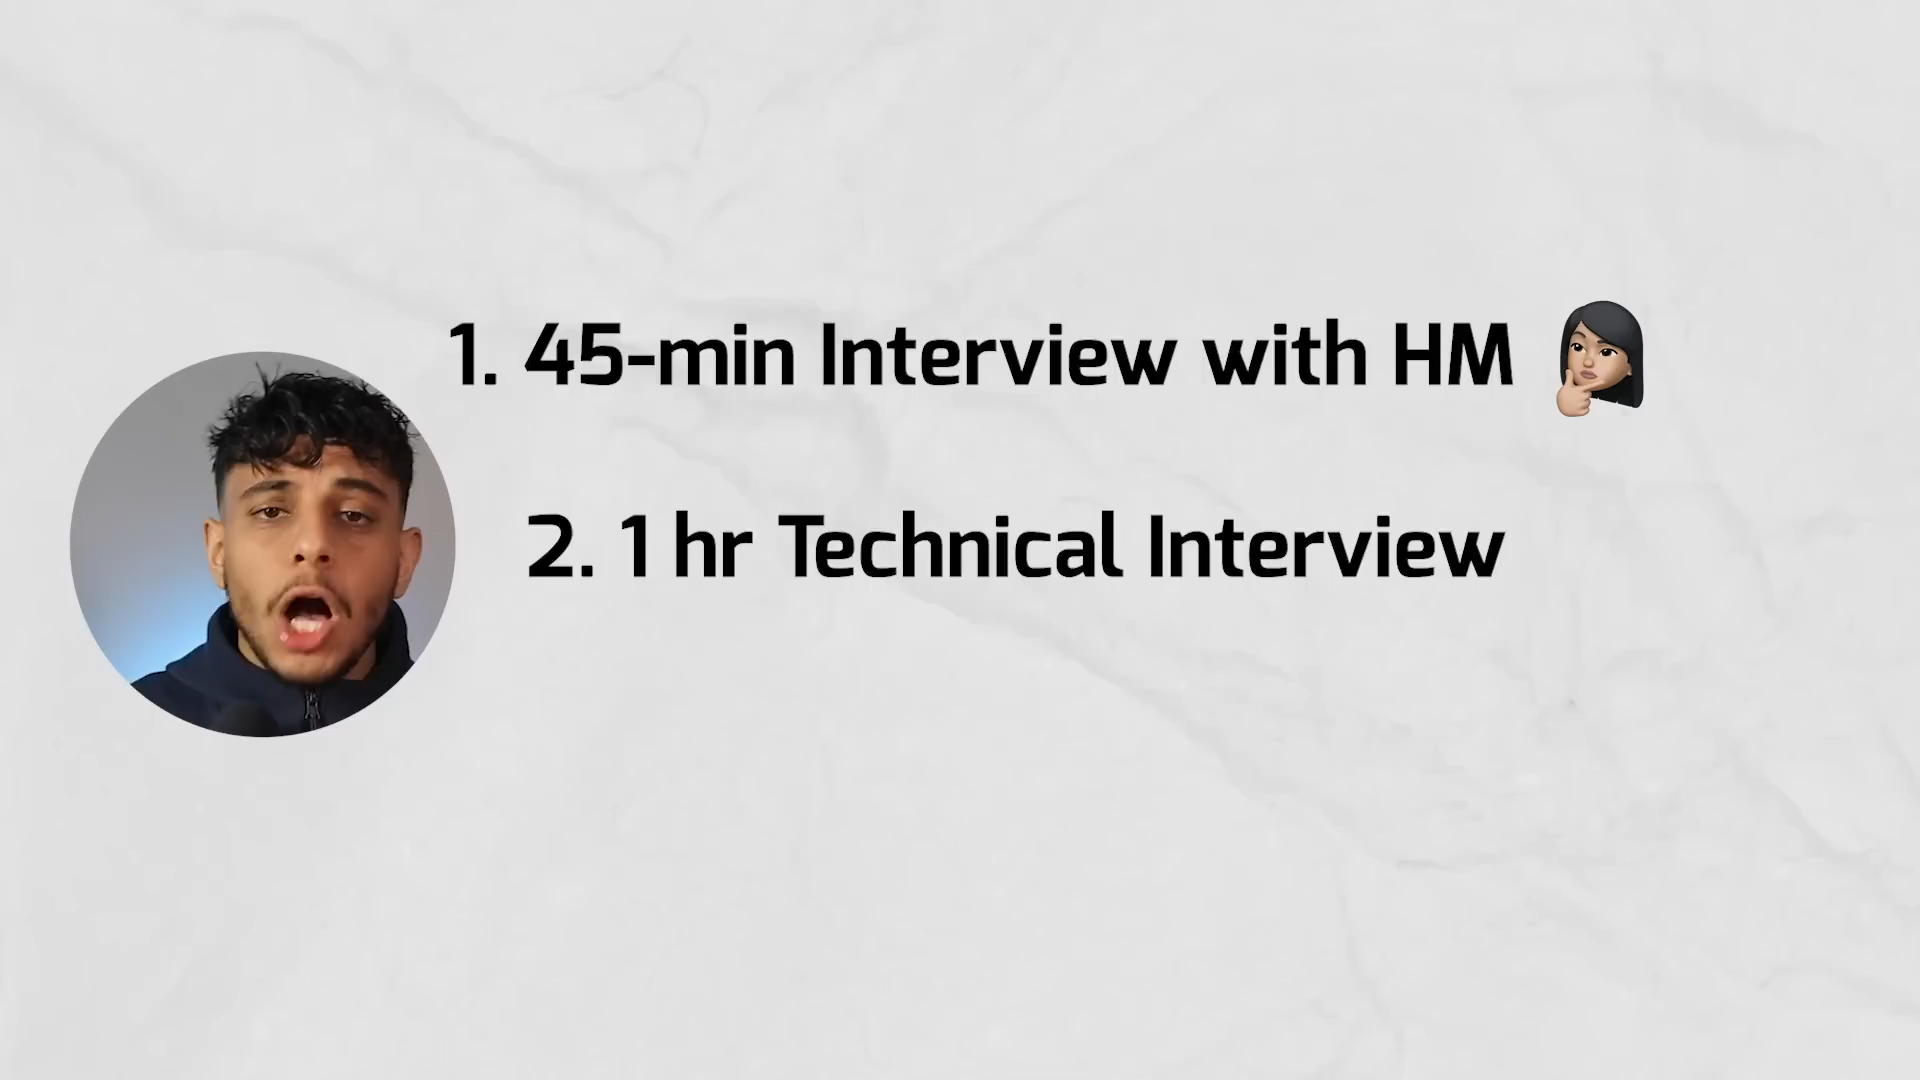 1. 45-min Interview with HM
2. 1 hr Technical Interview